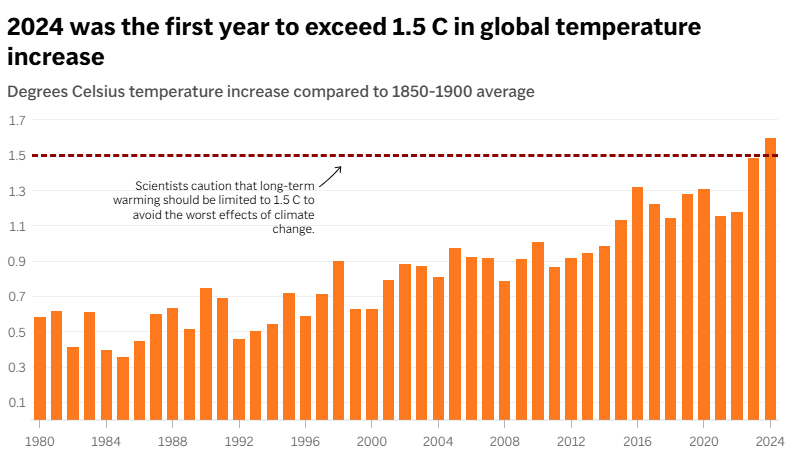 2024 was the first year to exceed 1.5 C in global temperature
increase
Degrees Celsius temperature increase compared to 1850-1900 average
1.7
1.5
Scientists caution that long-term
warming should be limited to 1.5 C to
avoid the worst effects of climate
change.
1.3
1.1
0.9
0.7
0.5
0.3
0.1
1980 1984 1988 1992 1996 2000 2004 2008 2012 2016 2020 2024